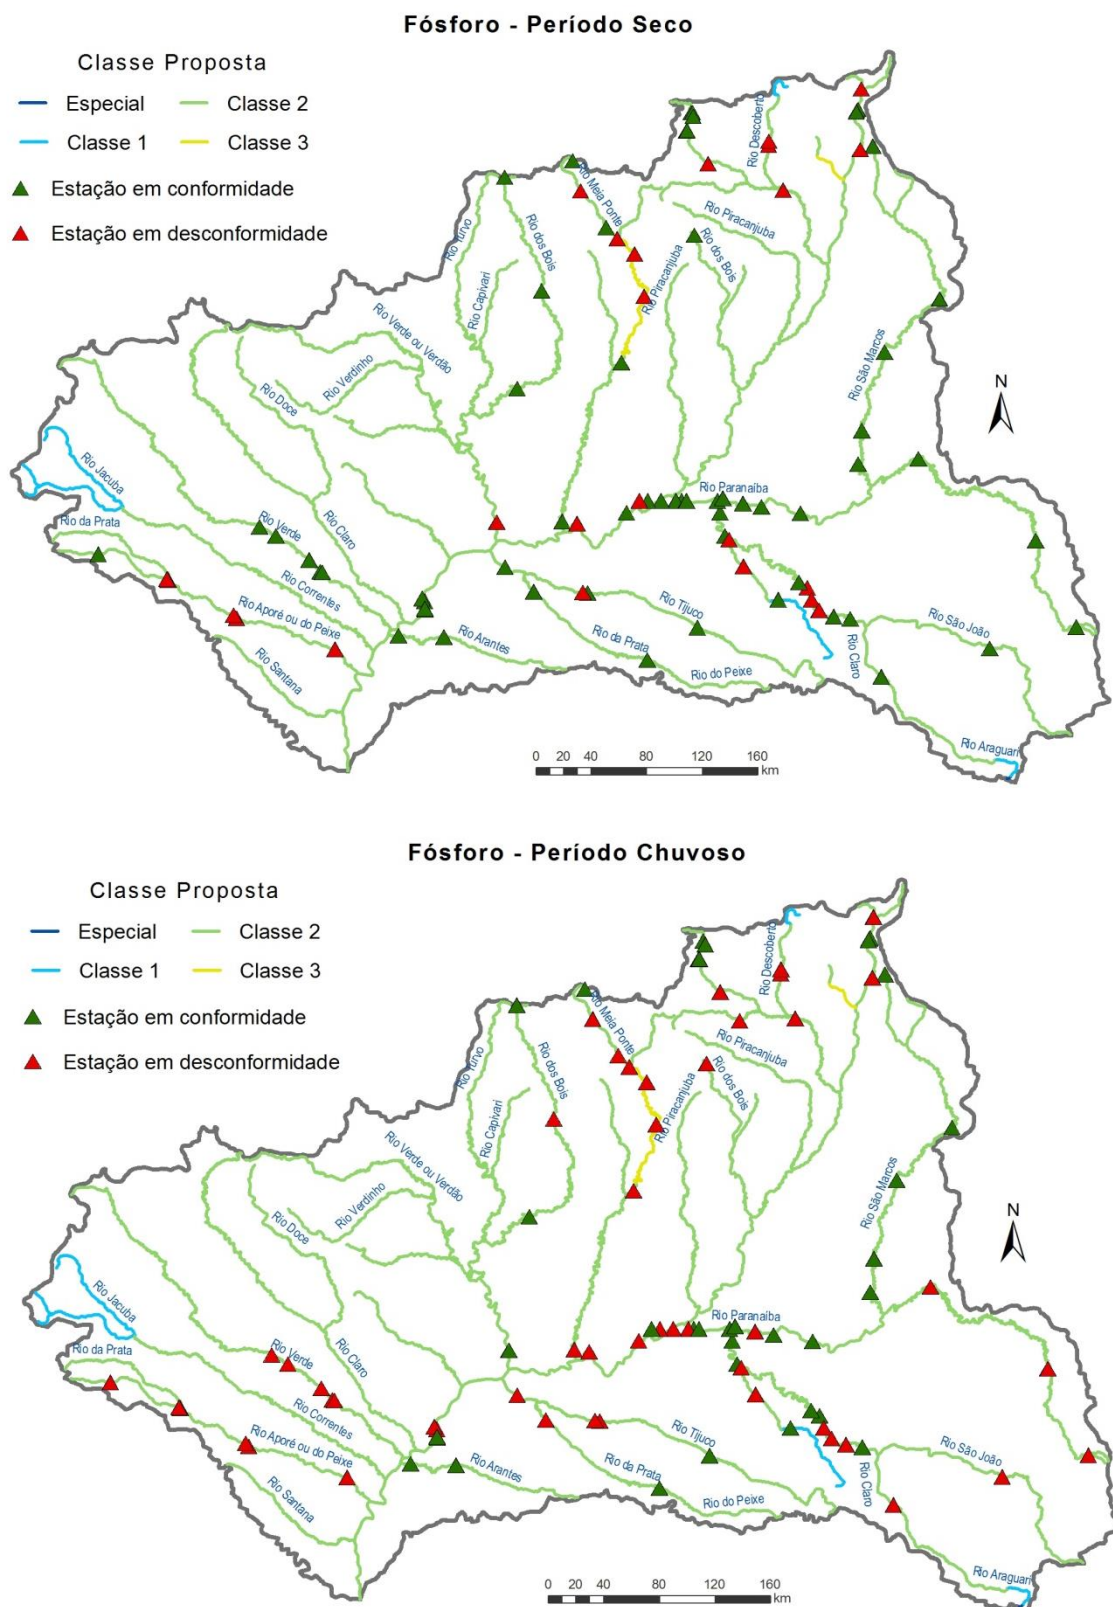 Fósforo - Período Seco
Classe Proposta
Especial
Classe 2
Classe 1
Classe 3
Estação em conformidade
Estação em desconformidade
Rio Descoberto
Rio Meia Ponte
Rio Piracanjuba
Rio Turvo
Rio dos Bois
Rio dos Bois
Rio Capivari
Rio Piracanjuba
Rio Verde ou Verdão
Rio Verdinho
Rio São Marcos
Rio Doce
N
Rio Jacuba
Rio Paranaíba
Rio da Prata
Rio Verde
Rio Claro
Rio Correntes
Rio Aporé ou do Peixe
Rio Tijuco
Rio São João
Rio Arantes
Rio da Prata
Rio Santana
Rio do Peixe
Rio Claro
Rio Araguari
0 20 40 80 120 160
km
Fósforo - Período Chuvoso
Classe Proposta
Especial
Classe 2
Classe 1
Classe 3
Estação em conformidade
Estação em desconformidade
Rio Descoberto
Rio Meia Ponte
Rio Piracanjuba
Rio Turvo
Rio dos Bois
Rio dos Bois
Rio Capivari
Rio Piracanjuba
Rio Verde ou Verdão
Rio Verdinho
Rio São Marcos
Rio Doce
N
Rio Jacuba
Rio Paranaíba
Rio da Prata
Rio Verde
Rio Claro
Rio Correntes
Rio Aporé ou do Peixe
Rio Tijuco
Rio São João
Rio Arantes
Rio da Prata
Rio Santana
Rio do Peixe
Rio Claro
Rio Araguari
0 20 40 80 120 160
km